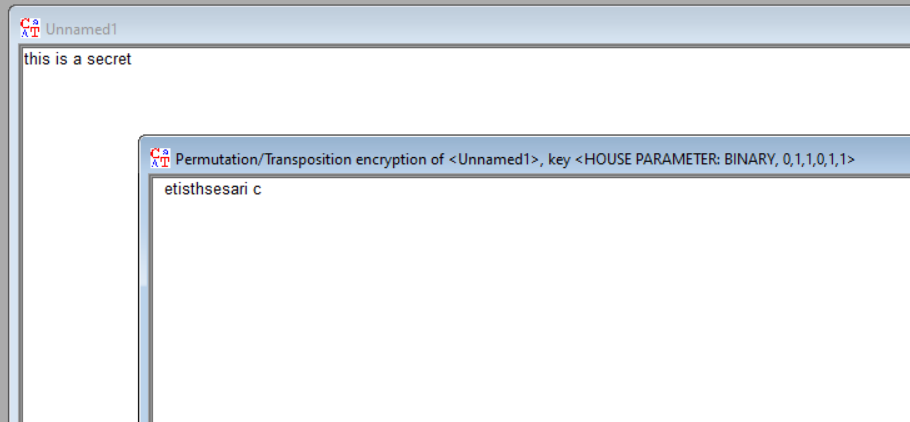 Unnamed1
this is a secret
Permutation/Transposition encryption of <Unnamed1>, key <HOUSE PARAMETER: BINARY, 0,1,1,0,1,1>
etisthsesari c